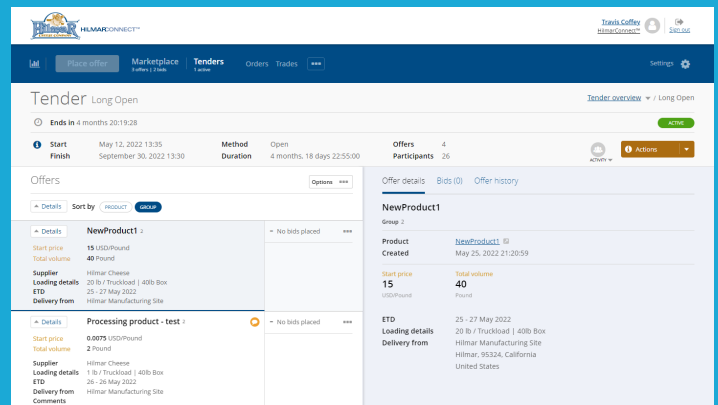 Hilmar
HILMARCONNECT™
Travis Coffey
HilmarConnect™
Sign out
Place offer
Marketplace
3 offers | 2 bids
Tenders
1 active
Orders Trades
Settings
Tender Long Open
Tender overview / Long Open
Ends in 4 months 20:19:28
ACTIVE
Start May 12, 2022 13:35 Method Open Offers 4
Finish September 30, 2022 13:30 Duration 4 months, 18 days 22:55:00 Participants 26
ACTIVITY
Actions
Offers
Options
Details Sort by PRODUCT GROUP
Details NewProduct1 2 No bids placed
Start price 15 USD/Pound
Total volume 40 Pound
Supplier Hilmar Cheese
Loading details 20 lb / Truckload | 40lb Box
ETD 25 - 27 May 2022
Delivery from Hilmar Manufacturing Site
Details Processing product - test 2 No bids placed
Start price 0.0075 USD/Pound
Total volume 2 Pound
Supplier Hilmar Cheese
Loading details 1 lb / Truckload | 40lb Box
ETD 26 - 26 May 2022
Delivery from Hilmar Manufacturing Site
Comments
Offer details Bids (0) Offer history
NewProduct1
Group 2
Product NewProduct1
Created May 25, 2022 21:20:59
Start price Total volume
15 40
USD/Pound Pound
ETD 25 - 27 May 2022
Loading details 20 lb / Truckload | 40lb Box
Delivery from Hilmar Manufacturing Site
Hilmar, 95324, California
United States